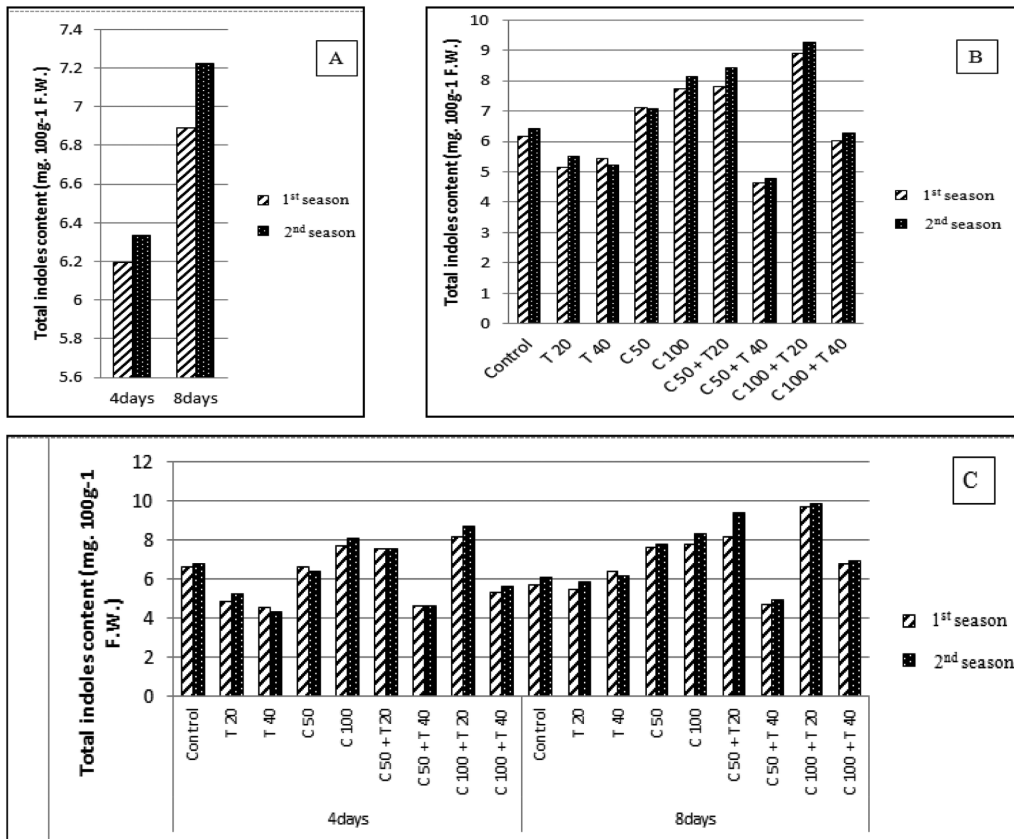 A
Total indoles content (mg. 100g-1 F.W.)
7.4
7.2
7
6.8
6.6
6.4
6.2
6
5.8
5.6
4days 8days
1st season
2nd season
B
Total indoles content (mg. 100g-1 F.W.)
10
9
8
7
6
5
4
3
2
1
0
Control T 20 T 40 C 50 C 100 C 50 + T20 C 50 + T 40 C 100 + T 20 C 100 + T 40
1st season
2nd season
C
Total indoles content (mg. 100g-1
F.W.)
12
10
8
6
4
2
0
Control T 20 T 40 C 50 C 100 C 50 + T 20 C 50 + T 40 C 100 + T 20 C 100 + T 40 Control T 20 T 40 C 50 C 100 C 50 + T 20 C 50 + T 40 C 100 + T 20 C 100 + T 40
4days 8days
1st season
2nd season